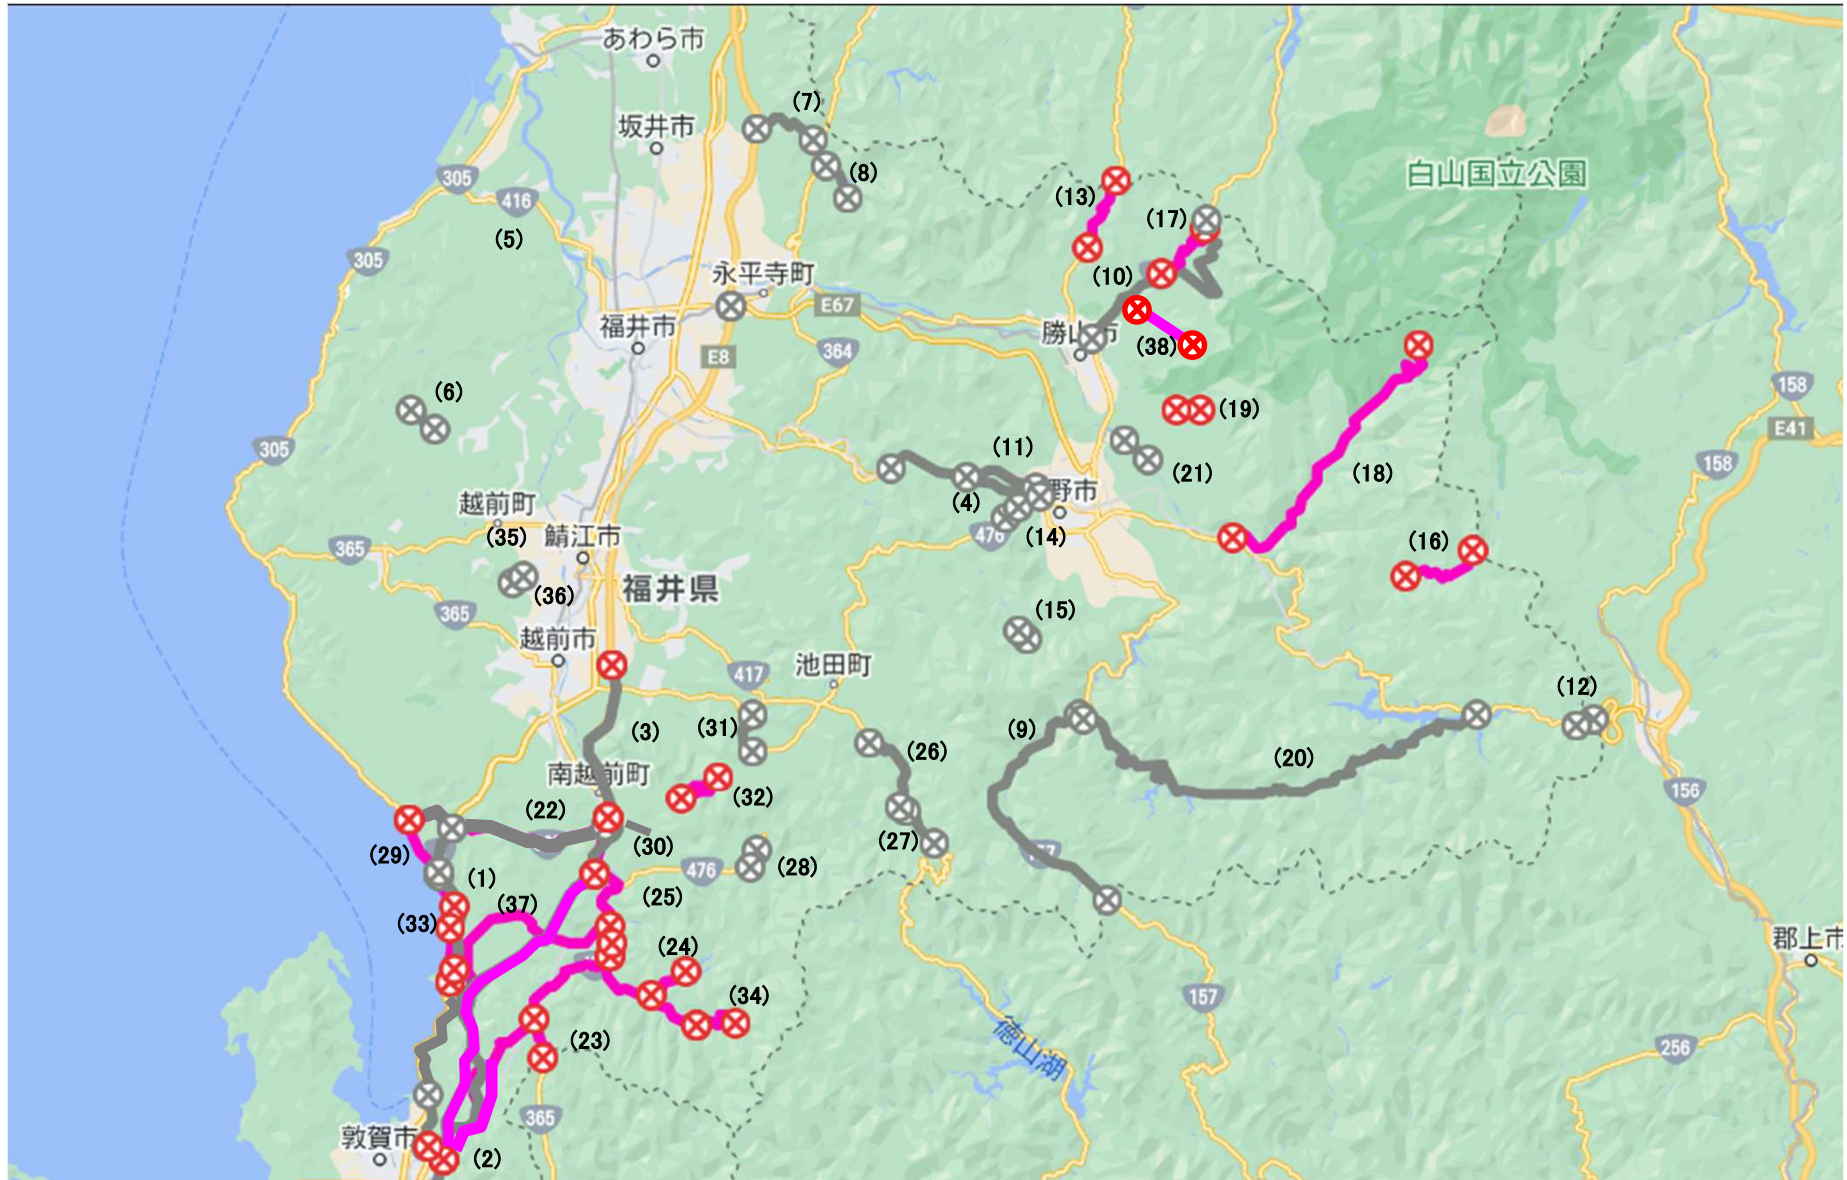 あわら市
(7)
坂井市
(8)
305
白山国立公園
416
(13)
(17)
(5)
305
永平寺町
(10)
E67
福井市
勝山市
364
(38)
E8
158
(6)
(19)
E41
305
(11)
158
(21)
(18)
越前町
(4)
野市
(35)
鯖江市
476
(14)
365
(16)
福井県
(36)
365
(15)
越前市
池田町
417
(12)
(31)
(9)
(3)
(26)
(20)
南越前町
(32)
156
(22)
(27)
(30)
(29)
(28)
476
(1)
(25)
(37)
(33)
郡上市
(24)
(34)
157
徳山湖
(23)
256
365
敦賀市
(2)